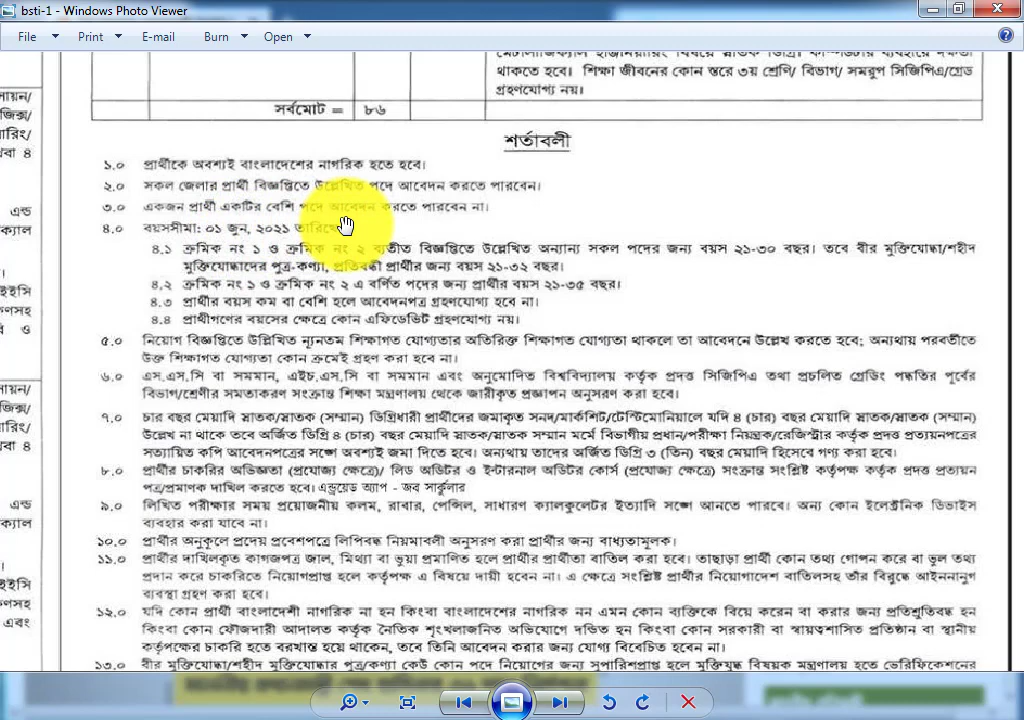 bsti-1 - Windows Photo Viewer
File Print E-mail Burn Open
থাকতে হবে। শিক্ষা জীবনের কোন স্তরে ৩য় শ্রেণি/ বিভাগ/ সমরুপ সিজিপিএ/গ্রেড
গ্রহণযোগ্য নয়।
সর্বমোট = ৮৬
শর্তাবলী
১.০ প্রার্থীকে অবশ্যই বাংলাদেশের নাগরিক হতে হবে।
২.০ সকল জেলার প্রার্থী বিজ্ঞপ্তিতে উল্লেখিত পদে আবেদন করতে পারবেন।
৩.০ একজন প্রার্থী একটির বেশি পদে আবেদন করতে পারবেন না।
৪.০ বয়সসীমা: ০১ জুন, ২০২১ তারিখে
৪.১ ক্রমিক নং ১ ও ক্রমিক নং ২ ব্যতীত বিজ্ঞপ্তিতে উল্লেখিত অন্যান্য সকল পদের জন্য বয়স ২১-৩০ বছর। তবে বীর মুক্তিযোদ্ধা/শহীদ
মুক্তিযোদ্ধাদের পুত্র-কণ্যা, প্রতিবন্ধী প্রার্থীর জন্য বয়স ২১-৩২ বছর।
৪.২ ক্রমিক নং ১ ও ক্রমিক নং ২ এ বর্ণিত পদের জন্য প্রার্থীর বয়স ২১-৩৫ বছর।
৪.৩ প্রার্থীর বয়স কম বা বেশি হলে আবেদনপত্র গ্রহণযোগ্য হবে না।
৪.৪ প্রার্থীগণের বয়সের ক্ষেত্রে কোন এফিডেভিট গ্রহণযোগ্য নয়।
৫.০ নিয়োগ বিজ্ঞপ্তিতে উল্লিখিত ন্যূনতম শিক্ষাগত যোগ্যতার অতিরিক্ত শিক্ষাগত যোগ্যতা থাকলে তা আবেদনে উল্লেখ করতে হবে; অন্যথায় পরবর্তীতে
উক্ত শিক্ষাগত যোগ্যতা কোন ক্রমেই গ্রহণ করা হবে না।
৬.০ এস.এস.সি বা সমমান, এইচ.এস.সি বা সমমান এবং অনুমোদিত বিশ্ববিদ্যালয় কর্তৃক প্রদত্ত সিজিপিএ তথা প্রচলিত গ্রেডিং পদ্ধতির পূর্বের
বিভাগ/শ্রেণীর সমতাকরণ সংক্রান্ত শিক্ষা মন্ত্রণালয় থেকে জারীকৃত প্রজ্ঞাপন অনুসরণ করা হবে।
৭.০ চার বছর মেয়াদি স্নাতক/স্নাতক (সম্মান) ডিগ্রিধারী প্রার্থীদের জমাকৃত সনদ/মার্কশিট/টেস্টিমোনিয়ালে যদি ৪ (চার) বছর মেয়াদি স্নাতক/স্নাতক (সম্মান)
উল্লেখ না থাকে তবে অর্জিত ডিগ্রি ৪ (চার) বছর মেয়াদি স্নাতক/স্নাতক সম্মান মর্মে বিভাগীয় প্রধান/পরীক্ষা নিয়ন্ত্রক/রেজিস্ট্রার কর্তৃক প্রদত্ত প্রত্যয়নপত্রের
সত্যায়িত কপি আবেদনপত্রের সঙ্গে অবশ্যই জমা দিতে হবে। অন্যথায় তাদের অর্জিত ডিগ্রি ৩ (তিন) বছর মেয়াদি হিসেবে গণ্য করা হবে।
৮.০ প্রার্থীর চাকরির অভিজ্ঞতা (প্রযোজ্য ক্ষেত্রে)/ লিড অডিটর ও ইন্টারনাল অডিটর কোর্স (প্রযোজ্য ক্ষেত্রে) সংক্রান্ত সংশ্লিষ্ট কর্তৃপক্ষ কর্তৃক প্রদত্ত প্রত্যয়ন
পত্র/প্রমাণক দাখিল করতে হবে। এন্ড্রয়েড অ্যাপ - জব সার্কুলার
৯.০ লিখিত পরীক্ষার সময় প্রয়োজনীয় কলম, রাবার, পেন্সিল, সাধারণ ক্যালকুলেটর ইত্যাদি সঙ্গে আনতে পারবে। অন্য কোন ইলেক্ট্রনিক ডিভাইস
ব্যবহার করা যাবে না।
১০.০ প্রার্থীর অনুকূলে প্রদেয় প্রবেশপত্রে লিপিবদ্ধ নিয়মাবলী অনুসরণ করা প্রার্থীর জন্য বাধ্যতামূলক।
১১.০ প্রার্থীর দাখিলকৃত কাগজপত্র জাল, মিথ্যা বা ভুয়া প্রমাণিত হলে প্রার্থীর প্রার্থীতা বাতিল করা হবে। তাছাড়া প্রার্থী কোন তথ্য গোপন করে বা ভুল তথ্য
প্রদান করে চাকরিতে নিয়োগপ্রাপ্ত হলে কর্তৃপক্ষ এ বিষয়ে দায়ী হবেন না। এ ক্ষেত্রে সংশ্লিষ্ট প্রার্থীর নিয়োগাদেশ বাতিলসহ তাঁর বিরুদ্ধে আইনানুগ
ব্যবস্থা গ্রহণ করা হবে।
১২.০ যদি কোন প্রার্থী বাংলাদেশী নাগরিক না হন কিংবা বাংলাদেশের নাগরিক নন এমন কোন ব্যক্তিকে বিয়ে করেন বা করার জন্য প্রতিশ্রুতিবদ্ধ হন
কিংবা কোন ফৌজদারী আদালত কর্তৃক নৈতিক শৃংখলাজনিত অভিযোগে দন্ডিত হন কিংবা কোন সরকারী বা স্বায়ত্বশাসিত প্রতিষ্ঠান বা স্থানীয়
কর্তৃপক্ষের চাকরি হতে বরখাস্ত হয়ে থাকেন, তবে তিনি আবেদন করার জন্য যোগ্য বিবেচিত হবেন না।
১৩.০ বীর মুক্তিযোদ্ধা/শহীদ মুক্তিযোদ্ধার পুত্র/কণ্যা কেউ কোন পদে নিয়োগের জন্য সুপারিশপ্রাপ্ত হলে মুক্তিযুদ্ধ বিষয়ক মন্ত্রণালয় হতে ভেরিফিকেশনের